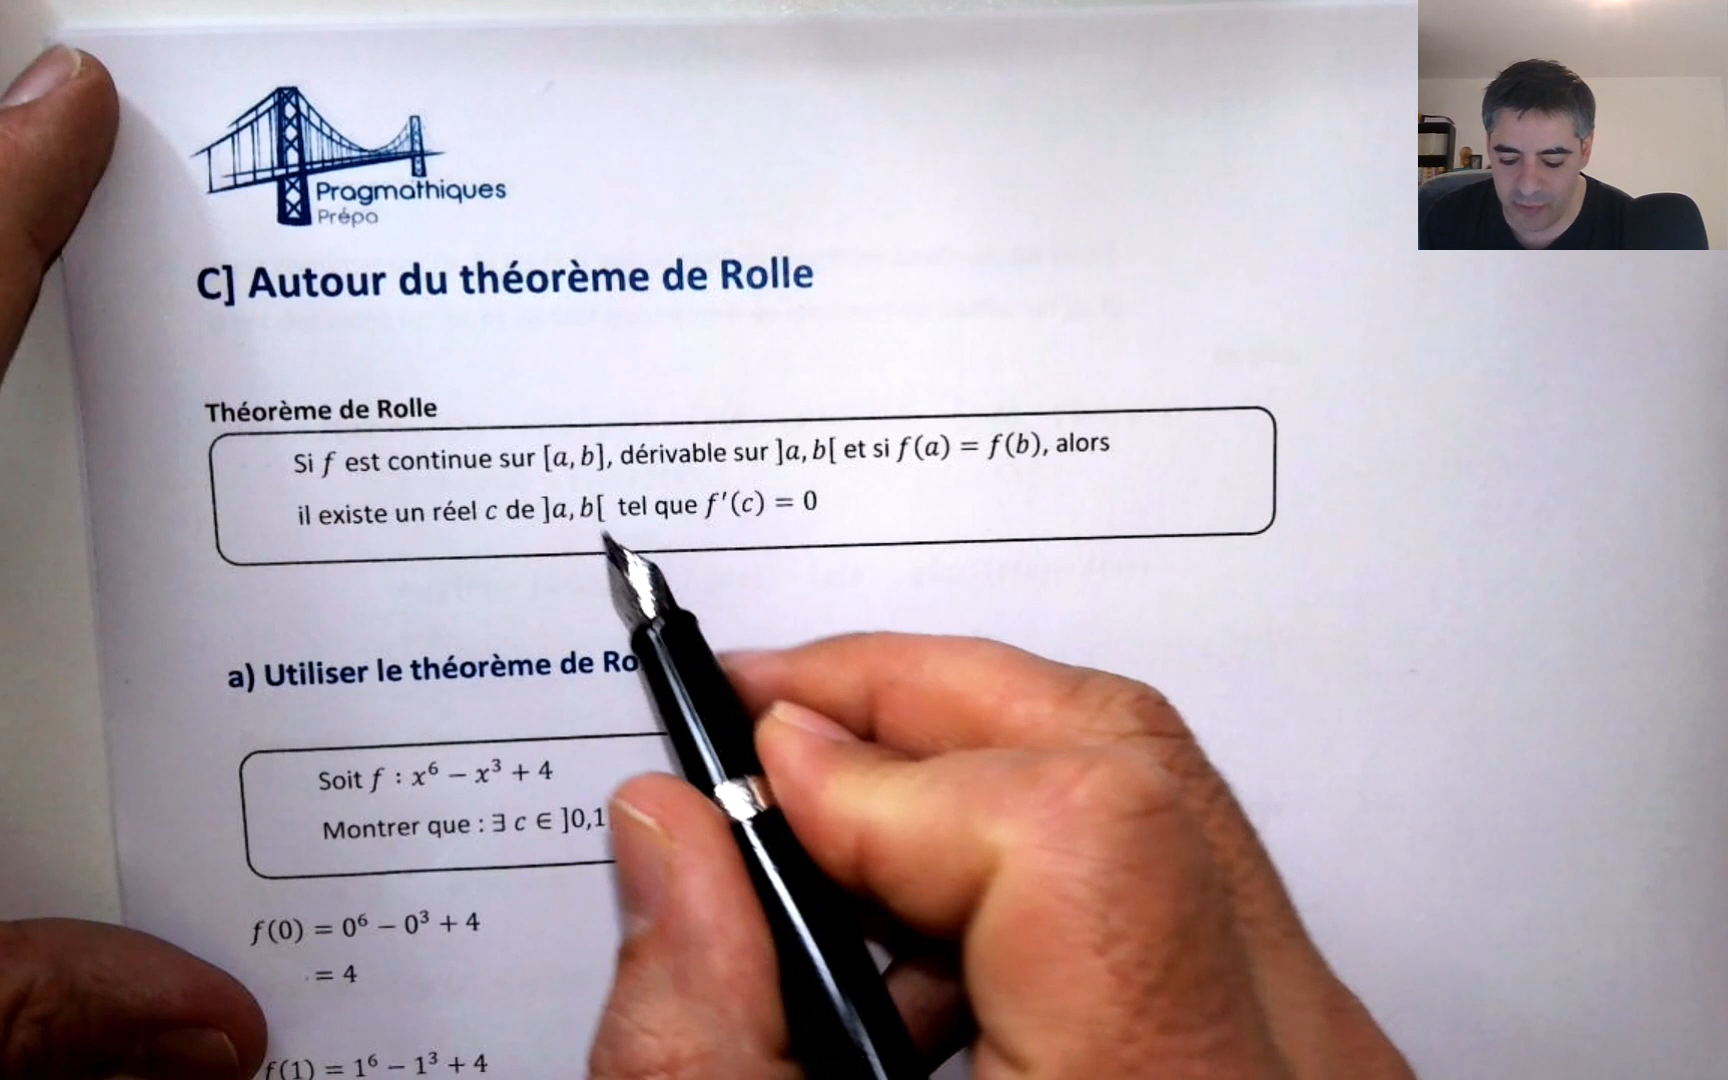 Pragmathiques
Prépa
C] Autour du théorème de Rolle
Théorème de Rolle
Si f est continue sur [a, b], dérivable sur ]a, b[ et si f(a) = f(b), alors
il existe un réel c de ]a, b[ tel que f'(c) = 0
a) Utiliser le théorème de Ro
Soit f : x⁶ − x³ + 4
Montrer que : ∃ c ∈ ]0,1
f(0) = 0⁶ − 0³ + 4
= 4
f(1) = 1⁶ − 1³ + 4